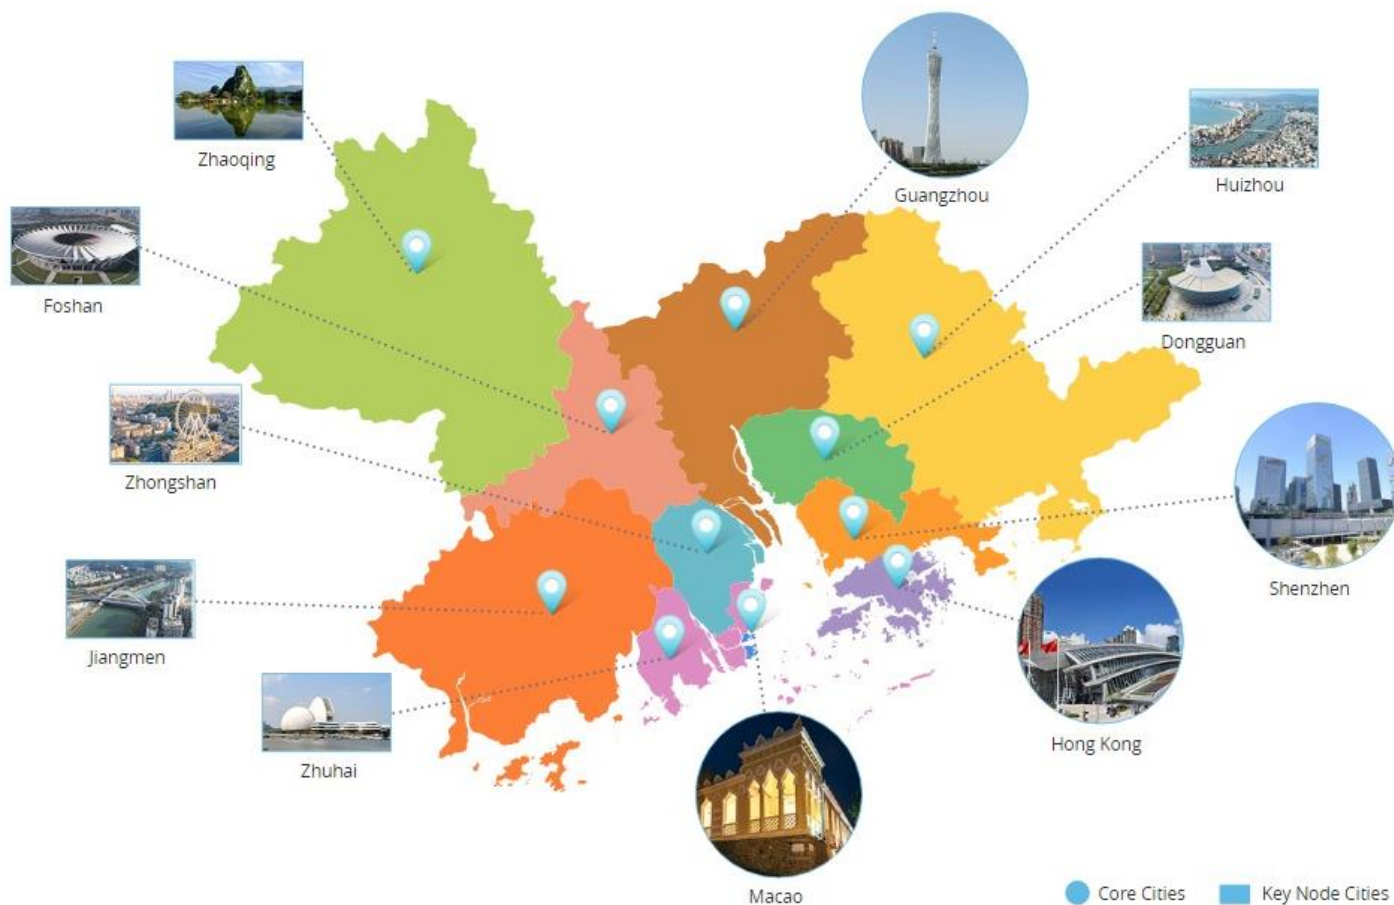 Zhaoqing
Guangzhou
Huizhou
Foshan
Dongguan
Zhongshan
Shenzhen
Jiangmen
Hong Kong
Zhuhai
Macao
Core Cities
Key Node Cities